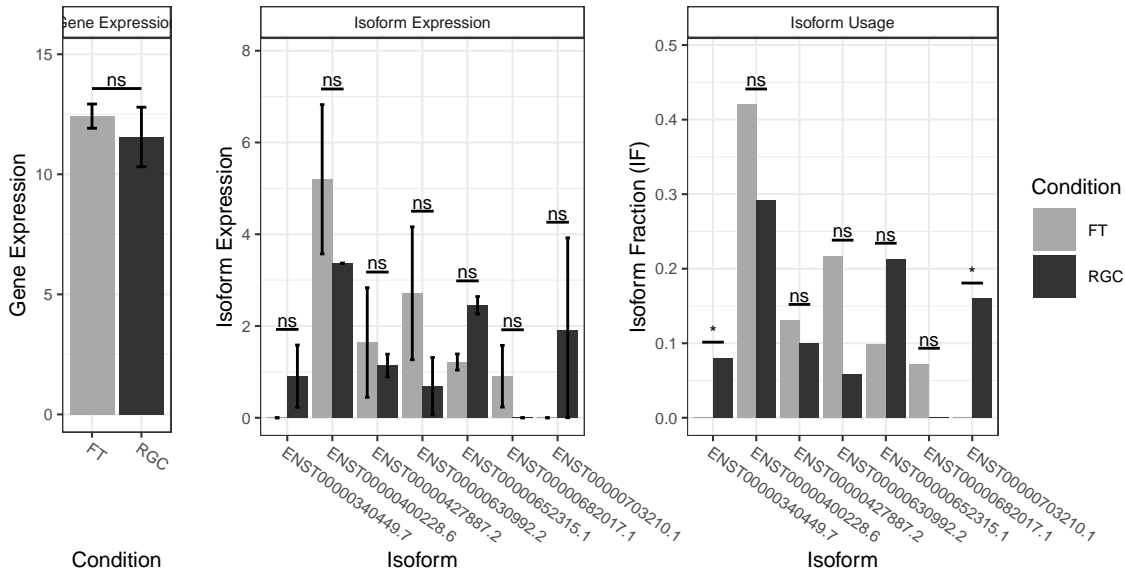 Gene Expression
Isoform Expression
Isoform Usage
15
10
5
0
Gene Expression
ns
FT
RGC
Condition
8
6
4
2
0
Isoform Expression
ns
ns
ns
ns
ns
ns
ns
ENST00000340449.7
ENST00000400228.6
ENST00000427887.2
ENST00000630992.2
ENST00000652315.1
ENST00000682017.1
ENST00000703210.1
Isoform
0.5
0.4
0.3
0.2
0.1
0.0
Isoform Fraction (IF)
*
ns
ns
ns
ns
ns
*
ENST00000340449.7
ENST00000400228.6
ENST00000427887.2
ENST00000630992.2
ENST00000652315.1
ENST00000682017.1
ENST00000703210.1
Isoform
Condition
FT
RGC